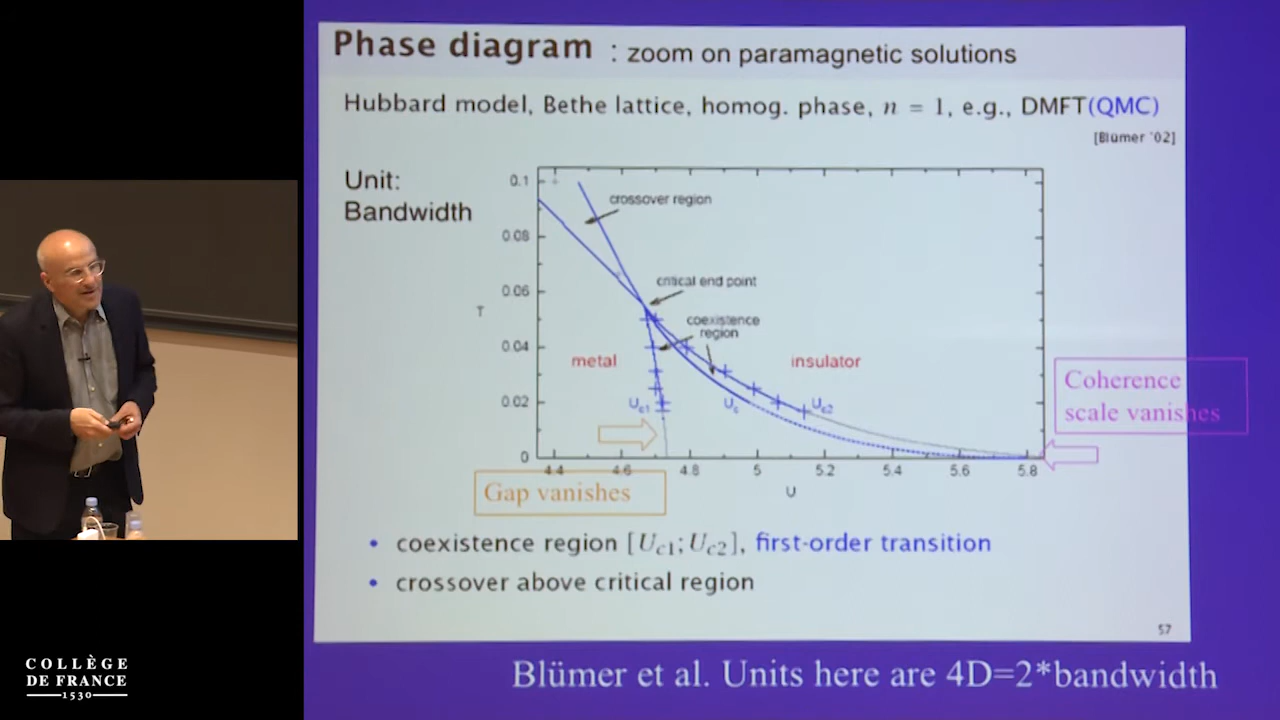 Phase diagram : zoom on paramagnetic solutions
Hubbard model, Bethe lattice, homog. phase, n = 1, e.g., DMFT(QMC)
[Blümer '02]
Unit:
Bandwidth
0.1
0.08
0.06
0.04
0.02
0
T
crossover region
critical end point
coexistence
region
metal
insulator
Uc1
Uc
Uc2
4.4 4.6 4.8 5 5.2 5.4 5.6 5.8
U
Coherence
scale vanishes
Gap vanishes
• coexistence region [Uc1; Uc2], first-order transition
• crossover above critical region
57
Blümer et al. Units here are 4D=2*bandwidth
COLLÈGE
DE FRANCE
1530